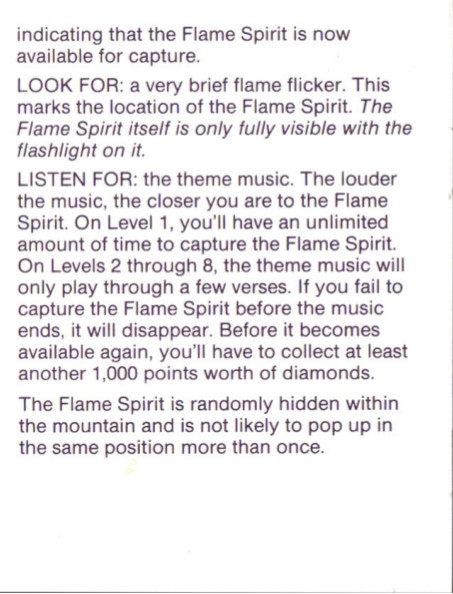 indicating that the Flame Spirit is now
available for capture.
LOOK FOR: a very brief flame flicker. This
marks the location of the Flame Spirit. The
Flame Spirit itself is only fully visible with the
flashlight on it.
LISTEN FOR: the theme music. The louder
the music, the closer you are to the Flame
Spirit. On Level 1, you'll have an unlimited
amount of time to capture the Flame Spirit.
On Levels 2 through 8, the theme music will
only play through a few verses. If you fail to
capture the Flame Spirit before the music
ends, it will disappear. Before it becomes
available again, you'll have to collect at least
another 1,000 points worth of diamonds.
The Flame Spirit is randomly hidden within
the mountain and is not likely to pop up in
the same position more than once.